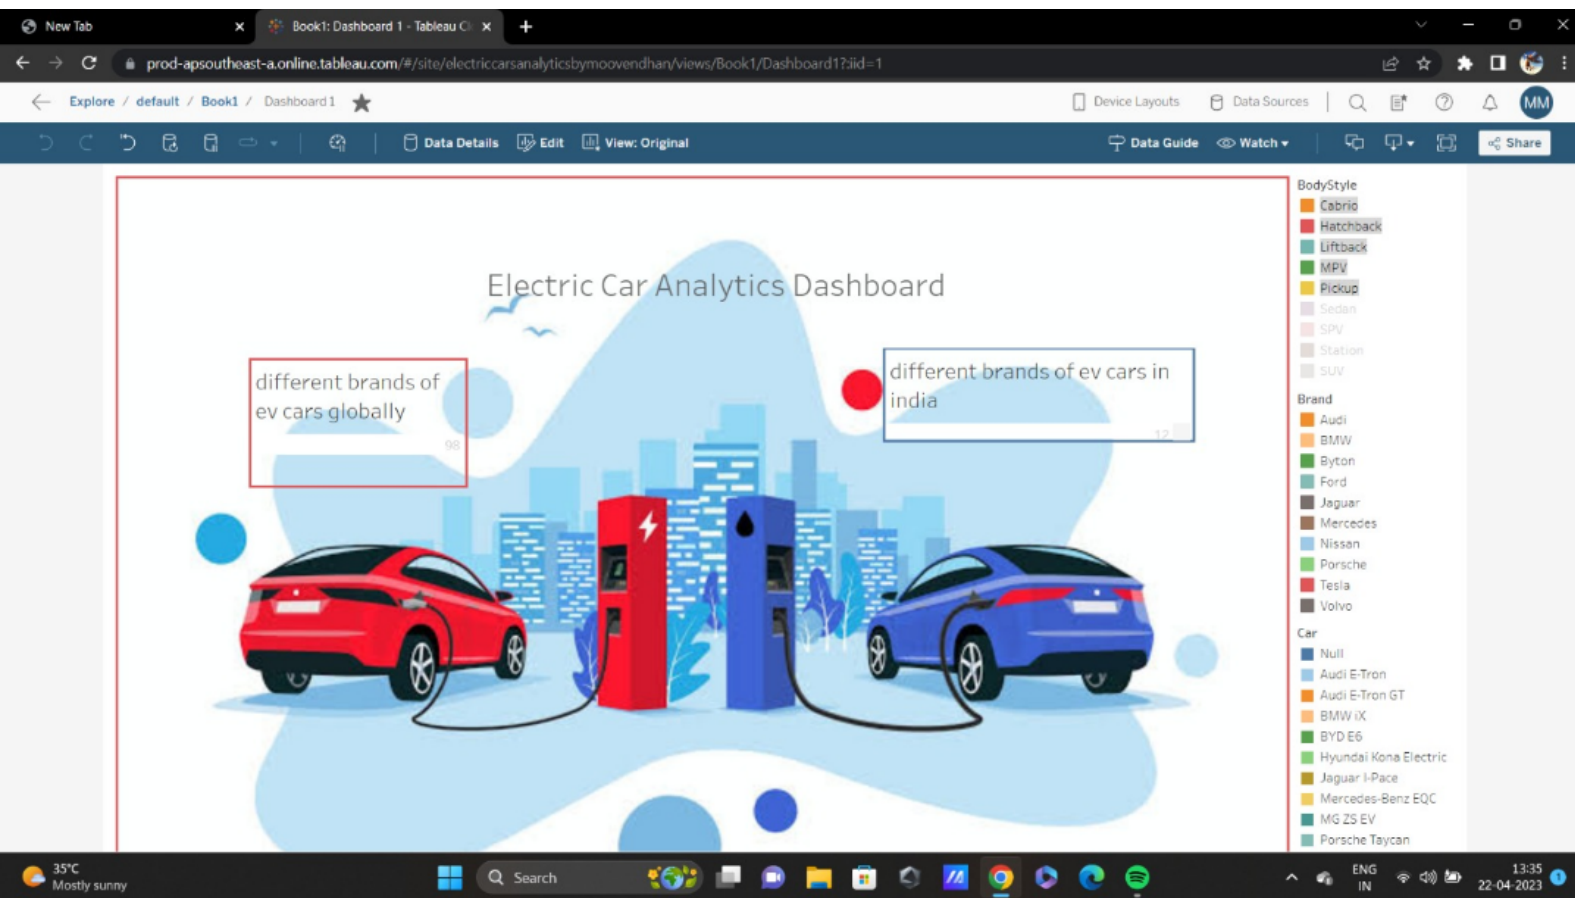 New Tab
Book1: Dashboard 1 - Tableau Cl
prod-apsoutheast-a.online.tableau.com/#/site/electriccarsanalyticsbymoovendhan/views/Book1/Dashboard1?:iid=1
Explore / default / Book1 / Dashboard 1
Device Layouts
Data Sources
MM
Data Details
Edit
View: Original
Data Guide
Watch
Share
Electric Car Analytics Dashboard
different brands of
ev cars globally
98
different brands of ev cars in
india
12
BodyStyle
Cabrio
Hatchback
Liftback
MPV
Pickup
Sedan
SPV
Station
SUV
Brand
Audi
BMW
Byton
Ford
Jaguar
Mercedes
Nissan
Porsche
Tesla
Volvo
Car
Null
Audi E-Tron
Audi E-Tron GT
BMW iX
BYD E6
Hyundai Kona Electric
Jaguar I-Pace
Mercedes-Benz EQC
MG ZS EV
Porsche Taycan
35°C
Mostly sunny
Search
ENG
IN
13:35
22-04-2023
1